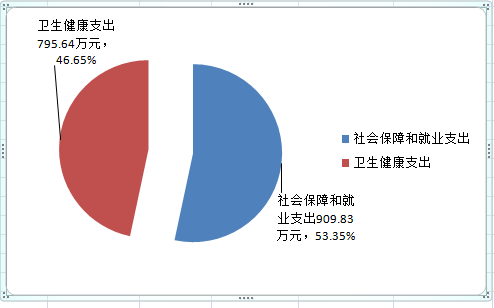 卫生健康支出
795.64万元，
46.65%
社会保障和就业支出
卫生健康支出
社会保障和就
业支出909.83
万元，53.35%